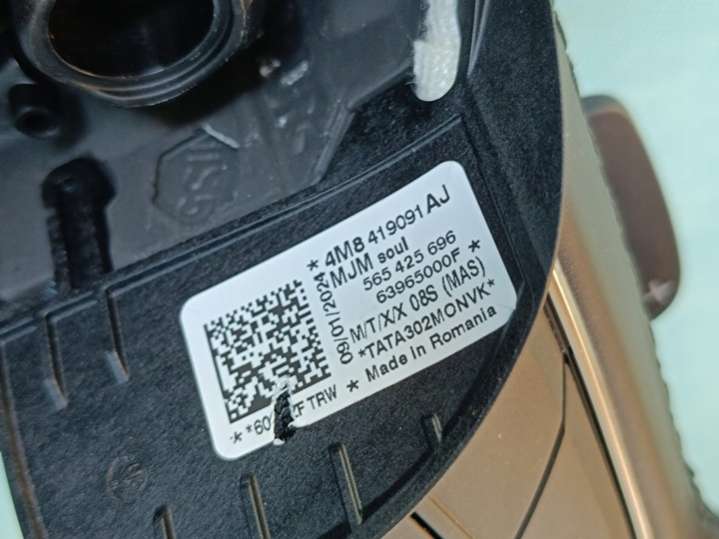 *4M8 419091 AJ
MJM soul
565 425 696
63965000F *
M/T/X/X 08S (MAS)
*TATA302MONVK*
* Made in Romania
09/01/2024
TRW